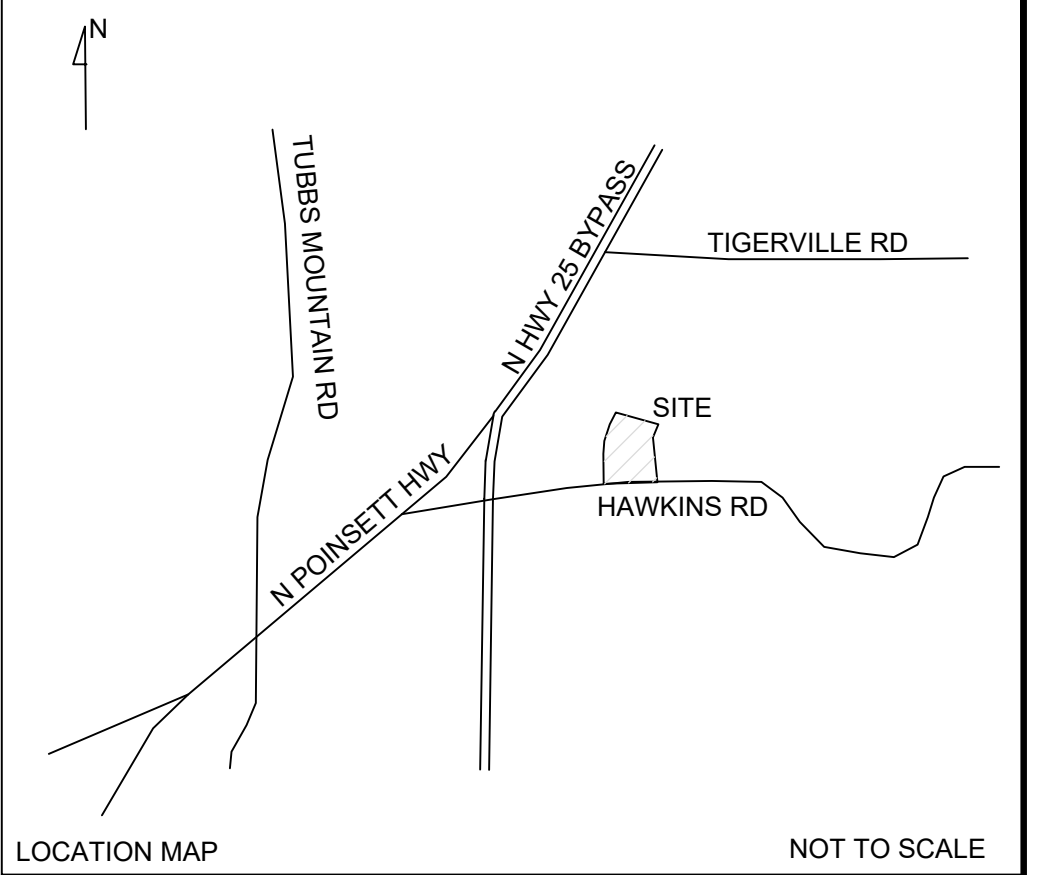 N
TUBBS MOUNTAIN RD
N HWY 25 BYPASS
TIGERVILLE RD
SITE
N POINSETT HWY
HAWKINS RD
LOCATION MAP
NOT TO SCALE